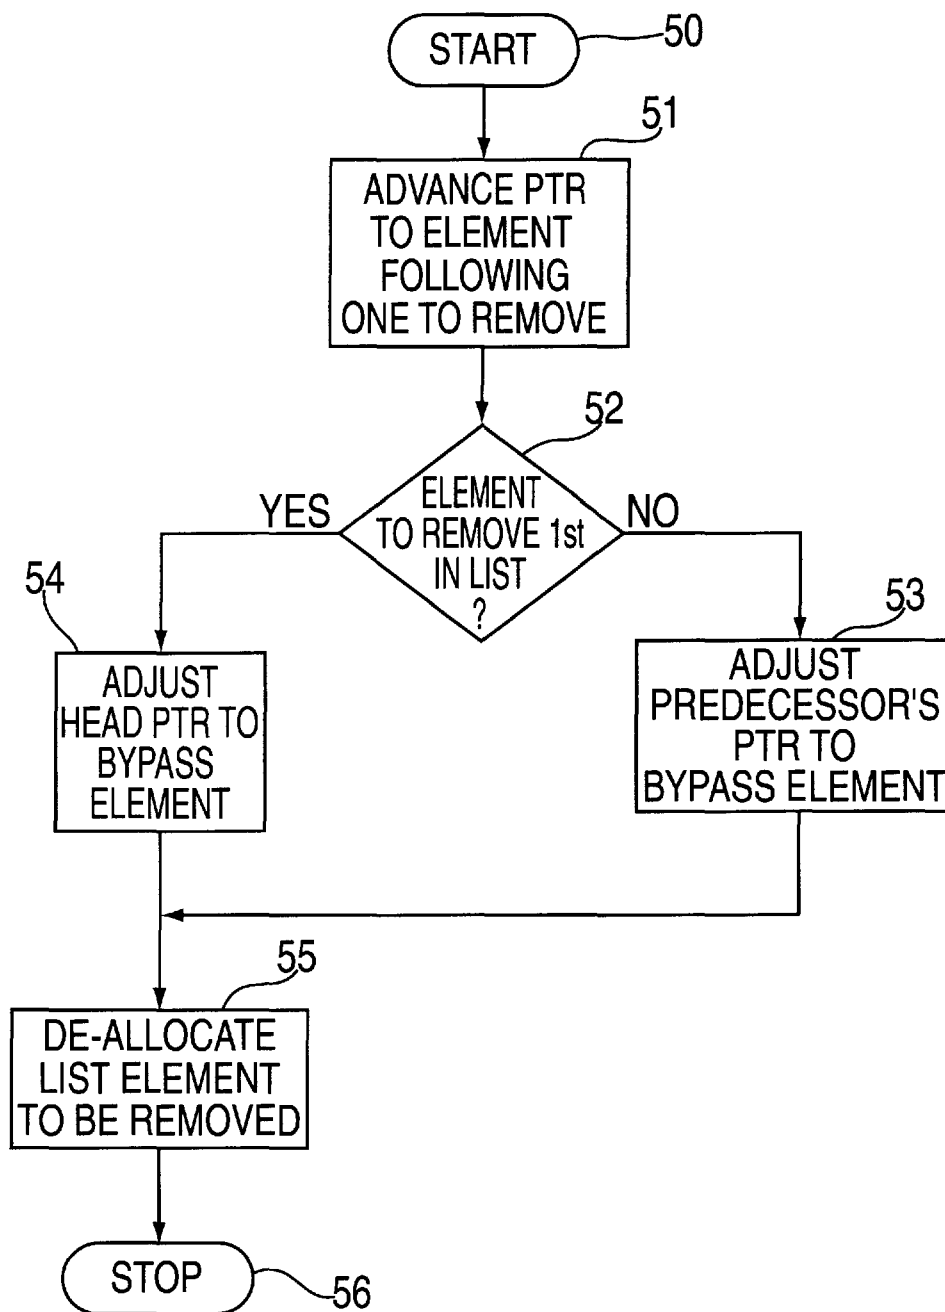 START
50
51
ADVANCE PTR
TO ELEMENT
FOLLOWING
ONE TO REMOVE
52
ELEMENT
TO REMOVE 1st
IN LIST
?
YES
NO
54
ADJUST
HEAD PTR TO
BYPASS
ELEMENT
53
ADJUST
PREDECESSOR'S
PTR TO
BYPASS ELEMENT
55
DE-ALLOCATE
LIST ELEMENT
TO BE REMOVED
STOP
56